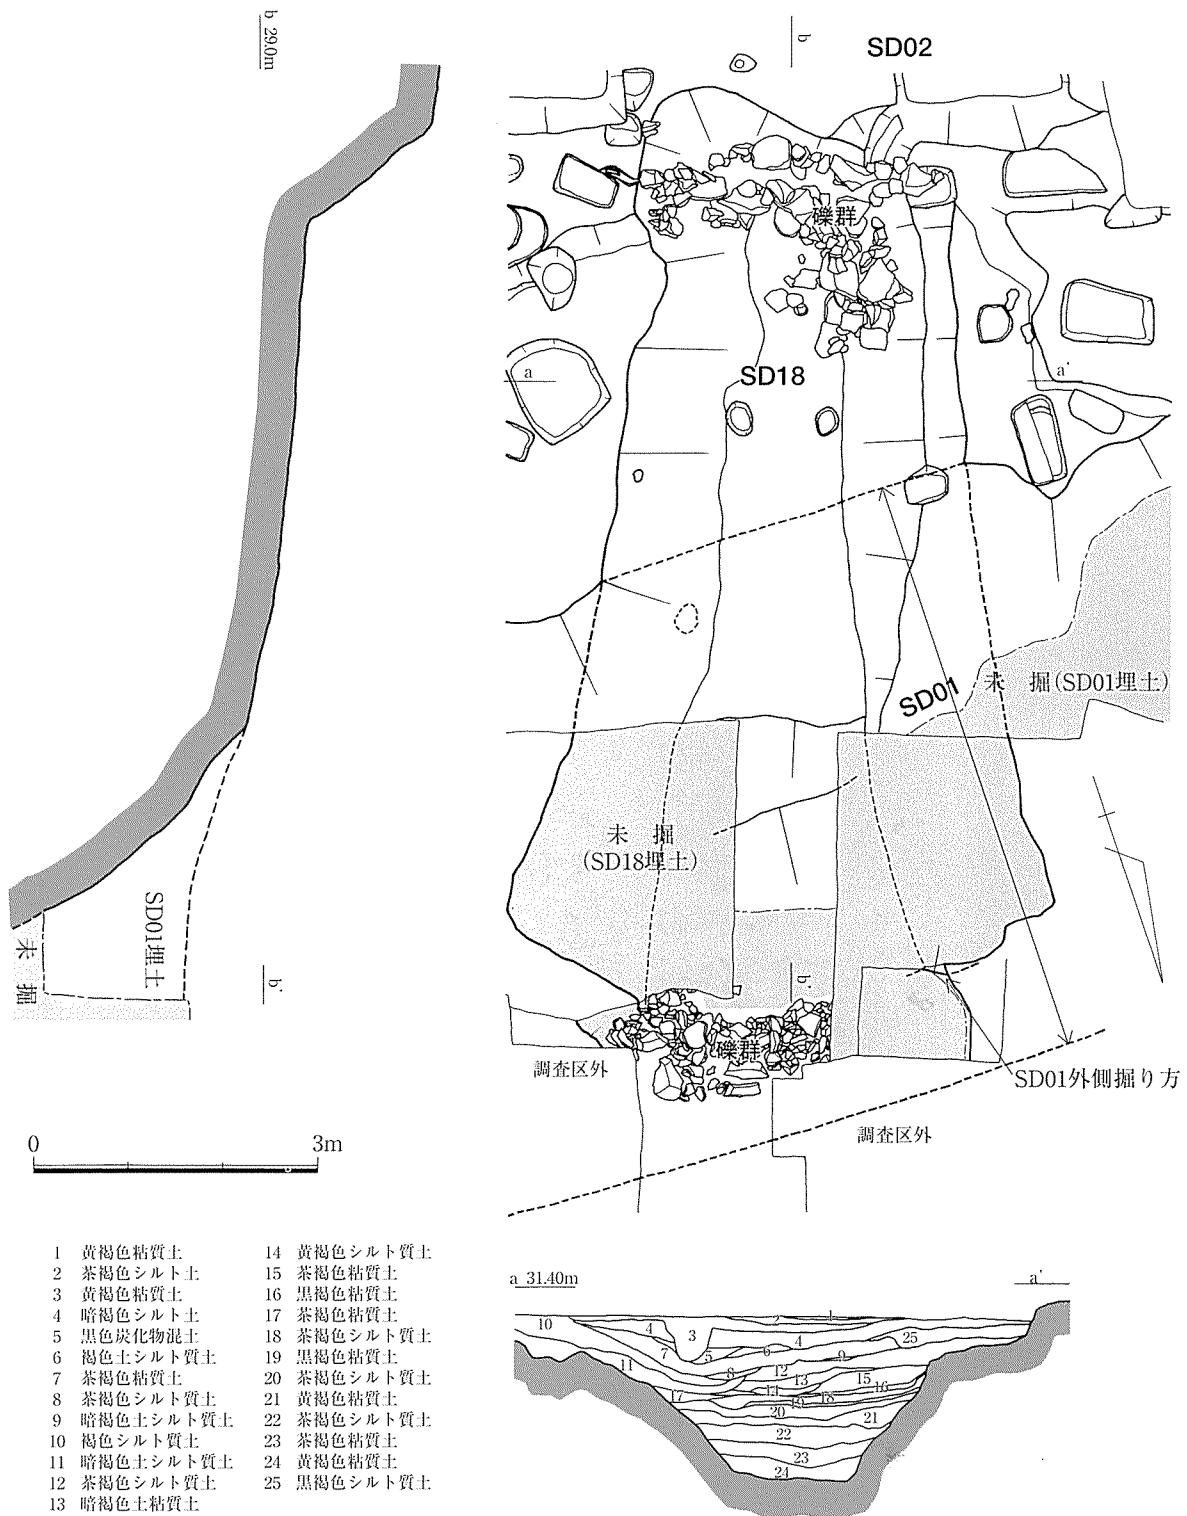 b 29.0m
b
SD02
礫群
SD18
a
a'
SD01
未 掘(SD01埋土)
未 掘
(SD18埋土)
SD01埋土
未 掘
b'
b'
礫群
調査区外
SD01外側掘り方
調査区外
0 3m
1 黄褐色粘質土
2 茶褐色シルト土
3 黄褐色粘質土
4 暗褐色シルト土
5 黒色炭化物混土
6 褐色土シルト質土
7 茶褐色粘質土
8 茶褐色シルト質土
9 暗褐色土シルト質土
10 褐色シルト質土
11 暗褐色土シルト質土
12 茶褐色シルト質土
13 暗褐色土粘質土
14 黄褐色シルト質土
15 茶褐色粘質土
16 黒褐色粘質土
17 茶褐色粘質土
18 茶褐色シルト質土
19 黒褐色粘質土
20 茶褐色シルト質土
21 黄褐色粘質土
22 茶褐色シルト質土
23 茶褐色粘質土
24 黄褐色粘質土
25 黒褐色シルト質土
a 31.40m
a'
1
2
10
4
3
4
25
7
5
6
9
11
8
12
13
15
16
17
18
20
21
22
23
24